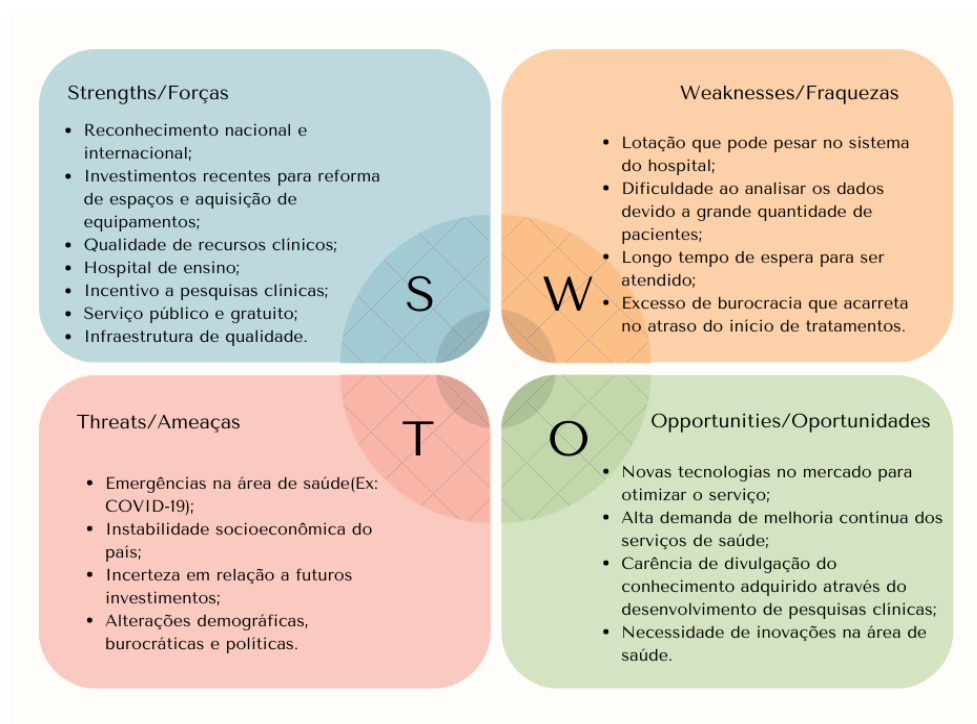 Strengths/Forças
• Reconhecimento nacional e
internacional;
• Investimentos recentes para reforma
de espaços e aquisição de
equipamentos;
• Qualidade de recursos clínicos;
• Hospital de ensino;
• Incentivo a pesquisas clínicas;
• Serviço público e gratuito;
• Infraestrutura de qualidade.
S
Weaknesses/Fraquezas
• Lotação que pode pesar no sistema
do hospital;
• Dificuldade ao analisar os dados
devido a grande quantidade de
pacientes;
• Longo tempo de espera para ser
atendido;
• Excesso de burocracia que acarreta
no atraso do início de tratamentos.
W
Threats/Ameaças
• Emergências na área de saúde(Ex:
COVID-19);
• Instabilidade socioeconômica do
país;
• Incerteza em relação a futuros
investimentos;
• Alterações demográficas,
burocráticas e políticas.
T
Opportunities/Oportunidades
• Novas tecnologias no mercado para
otimizar o serviço;
• Alta demanda de melhoria contínua dos
serviços de saúde;
• Carência de divulgação do
conhecimento adquirido através do
desenvolvimento de pesquisas clínicas;
• Necessidade de inovações na área de
saúde.
O